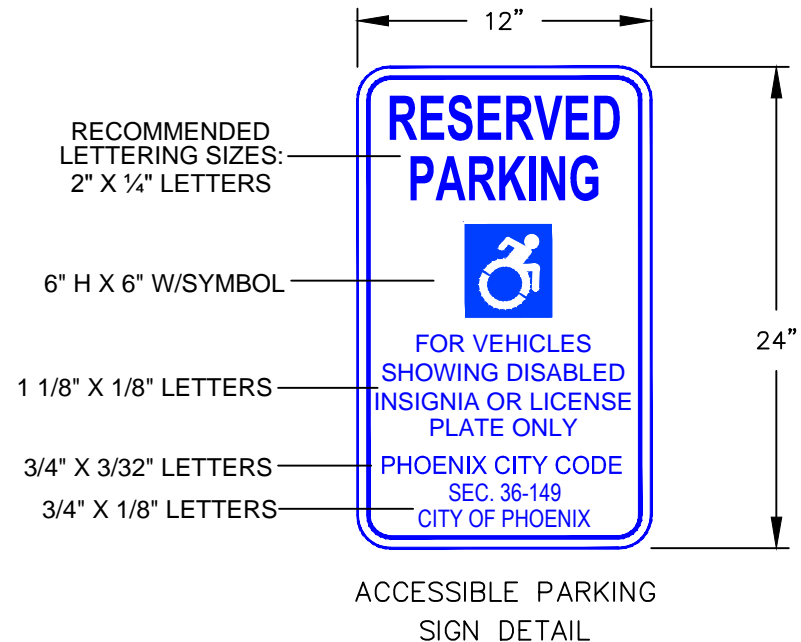 12”
RECOMMENDED
LETTERING SIZES:
2" X ¼" LETTERS
6" H X 6" W/SYMBOL
1 1/8" X 1/8" LETTERS
3/4" X 3/32" LETTERS
3/4" X 1/8" LETTERS
RESERVED
PARKING
FOR VEHICLES
SHOWING DISABLED
INSIGNIA OR LICENSE
PLATE ONLY
PHOENIX CITY CODE
SEC. 36-149
CITY OF PHOENIX
24”
ACCESSIBLE PARKING
SIGN DETAIL